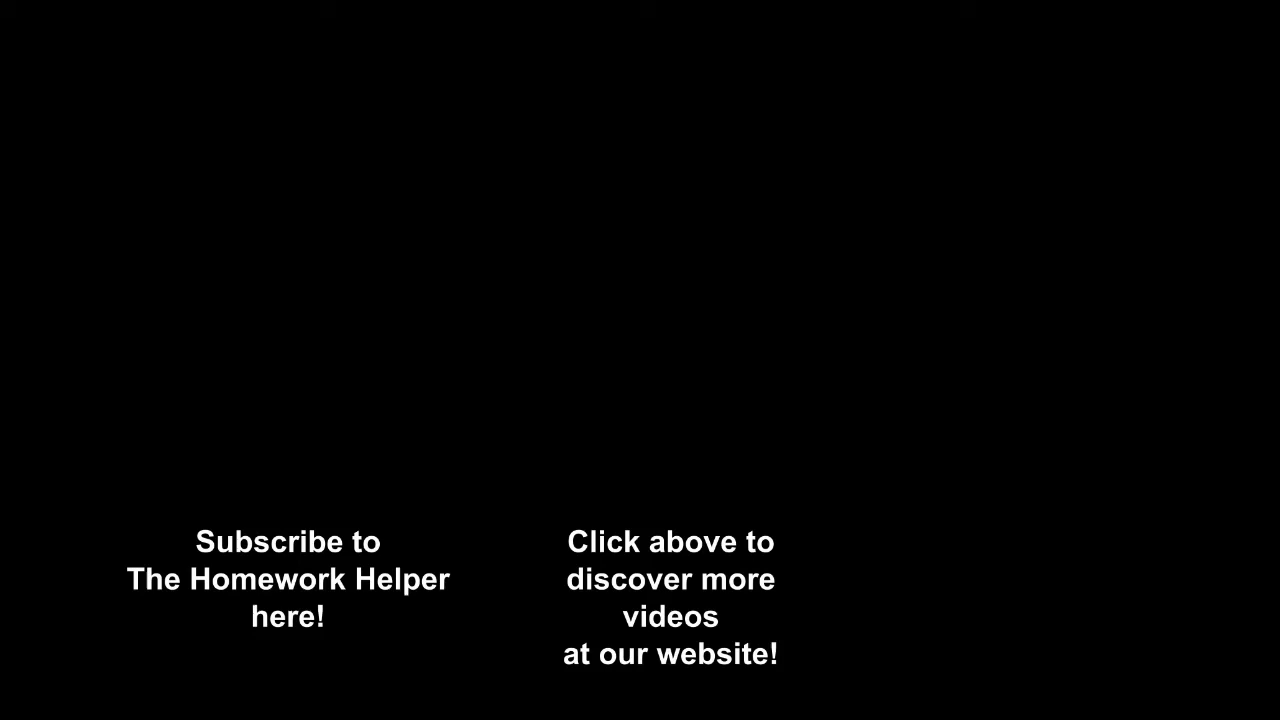 Subscribe to
The Homework Helper
here!
Click above to
discover more
videos
at our website!